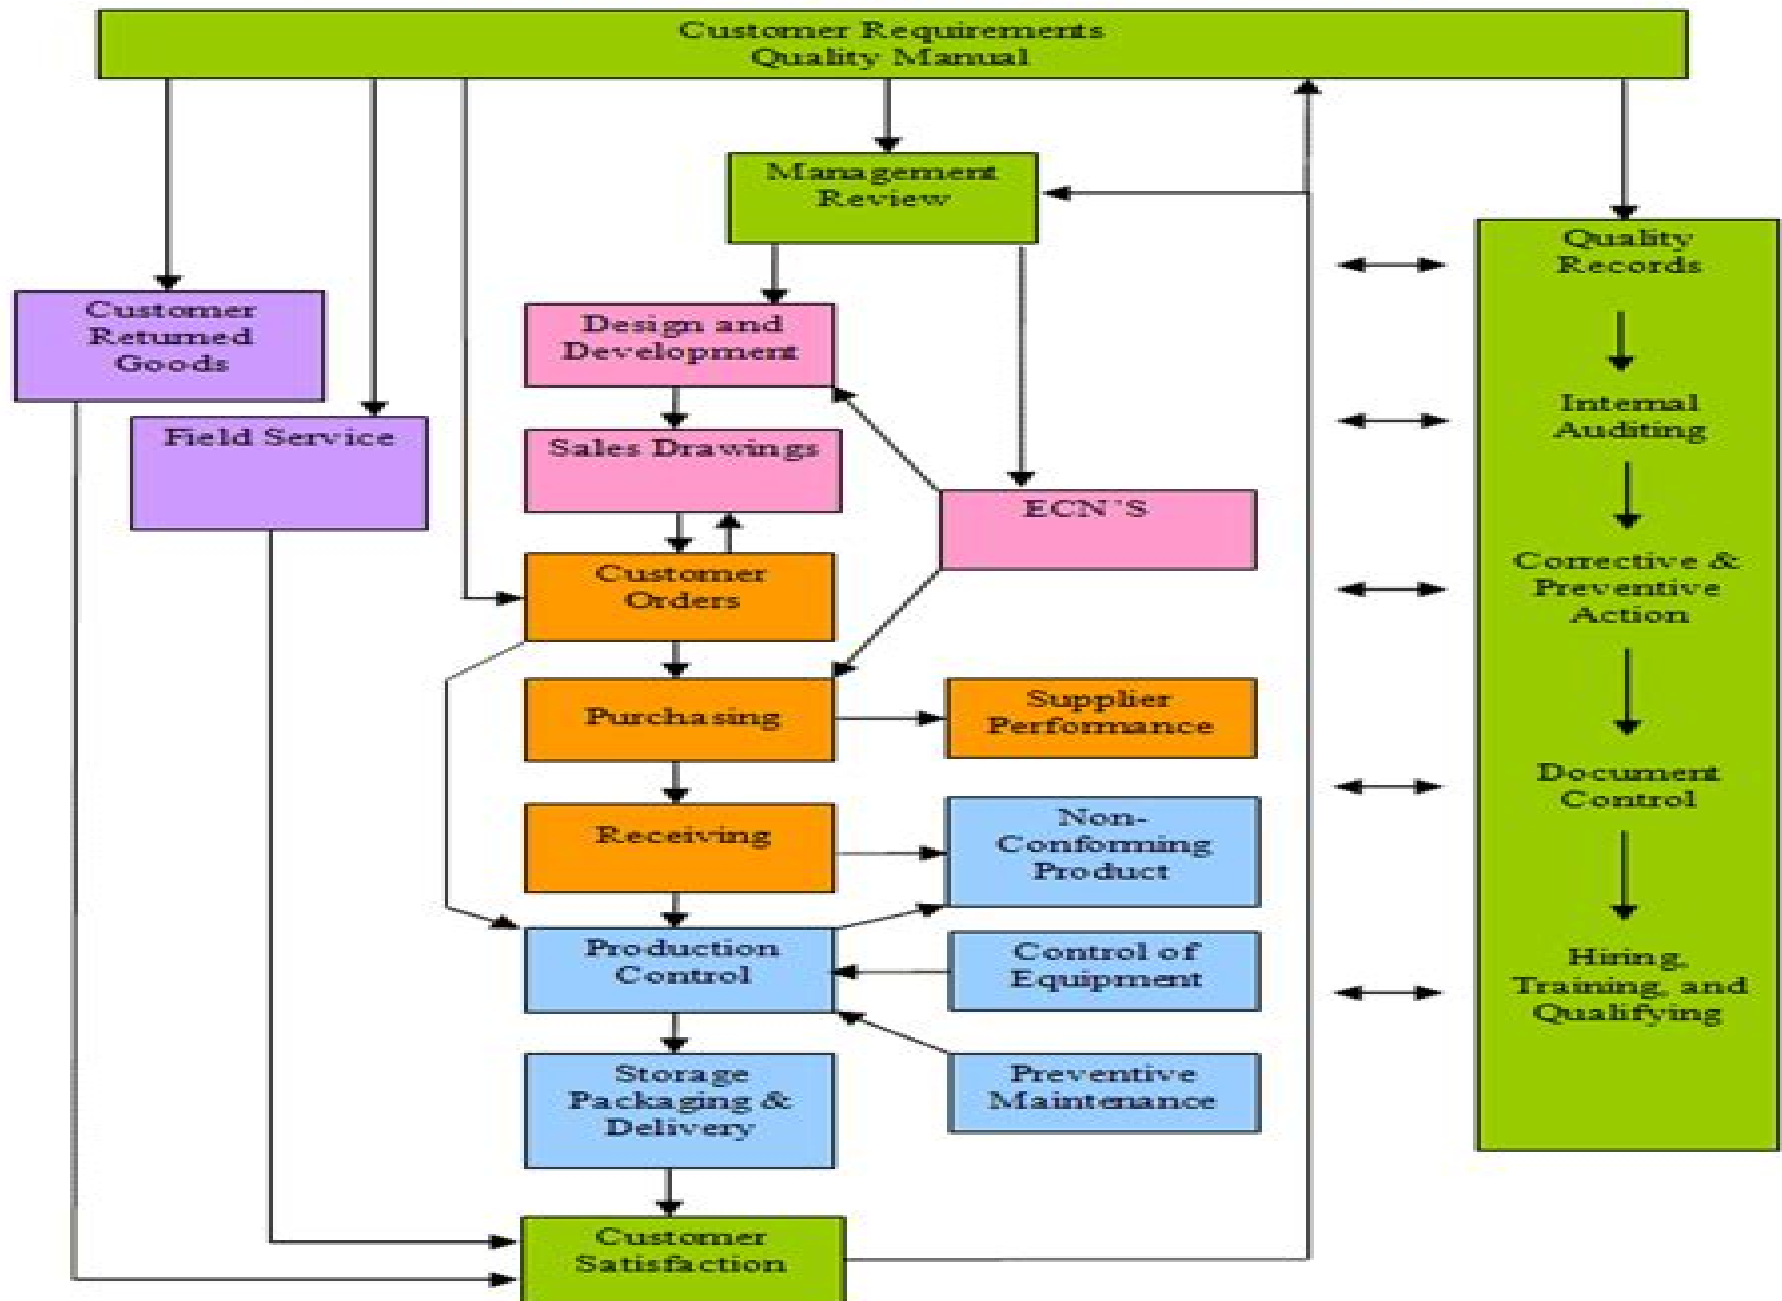 Customer Requirements
Quality Manual
Management
Review
Quality
Records
Customer
Returned
Goods
Design and
Development
Internal
Auditing
Field Service
Sales Drawings
ECN`S
Customer
Orders
Corrective &
Preventive
Action
Purchasing
Supplier
Performance
Document
Control
Receiving
Non-
Conforming
Product
Production
Control
Control of
Equipment
Hiring,
Training, and
Qualifying
Storage
Packaging &
Delivery
Preventive
Maintenance
Customer
Satisfaction